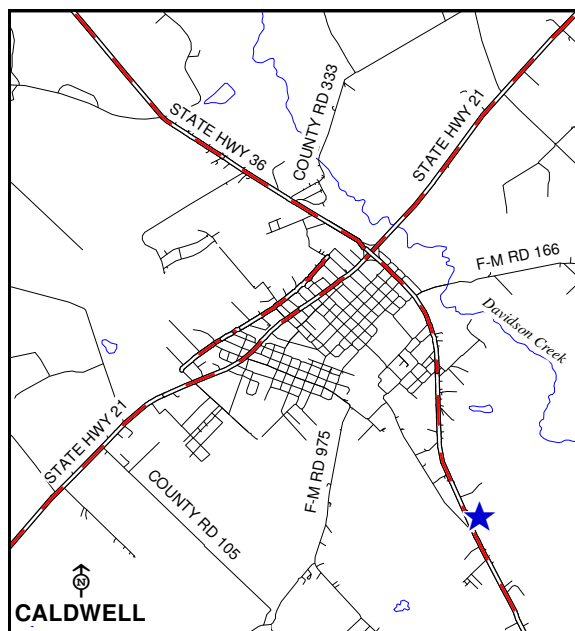 COUNTY RD 333
STATE HWY 21
STATE HWY 36
F-M RD 166
Davidson Creek
STATE HWY 21
F-M RD 975
COUNTY RD 105
N
CALDWELL